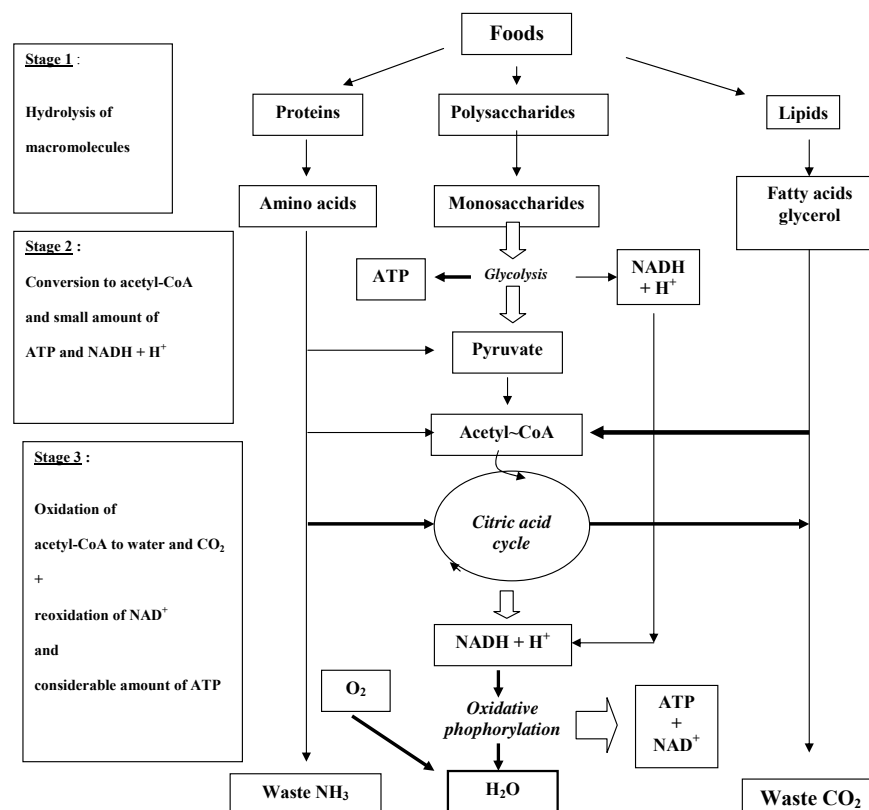 Foods
Stage 1 :
Hydrolysis of
macromolecules
Proteins
Polysaccharides
Lipids
Amino acids
Monosaccharides
Fatty acids
glycerol
Stage 2 :
Conversion to acetyl-CoA
and small amount of
ATP and NADH + H⁺
ATP
Glycolysis
NADH
+ H⁺
Pyruvate
Acetyl~CoA
Stage 3 :
Oxidation of
acetyl-CoA to water and CO₂
+
reoxidation of NAD⁺
and
considerable amount of ATP
Citric acid
cycle
NADH + H⁺
O₂
Oxidative
phophorylation
ATP
+
NAD⁺
Waste NH₃
H₂O
Waste CO₂